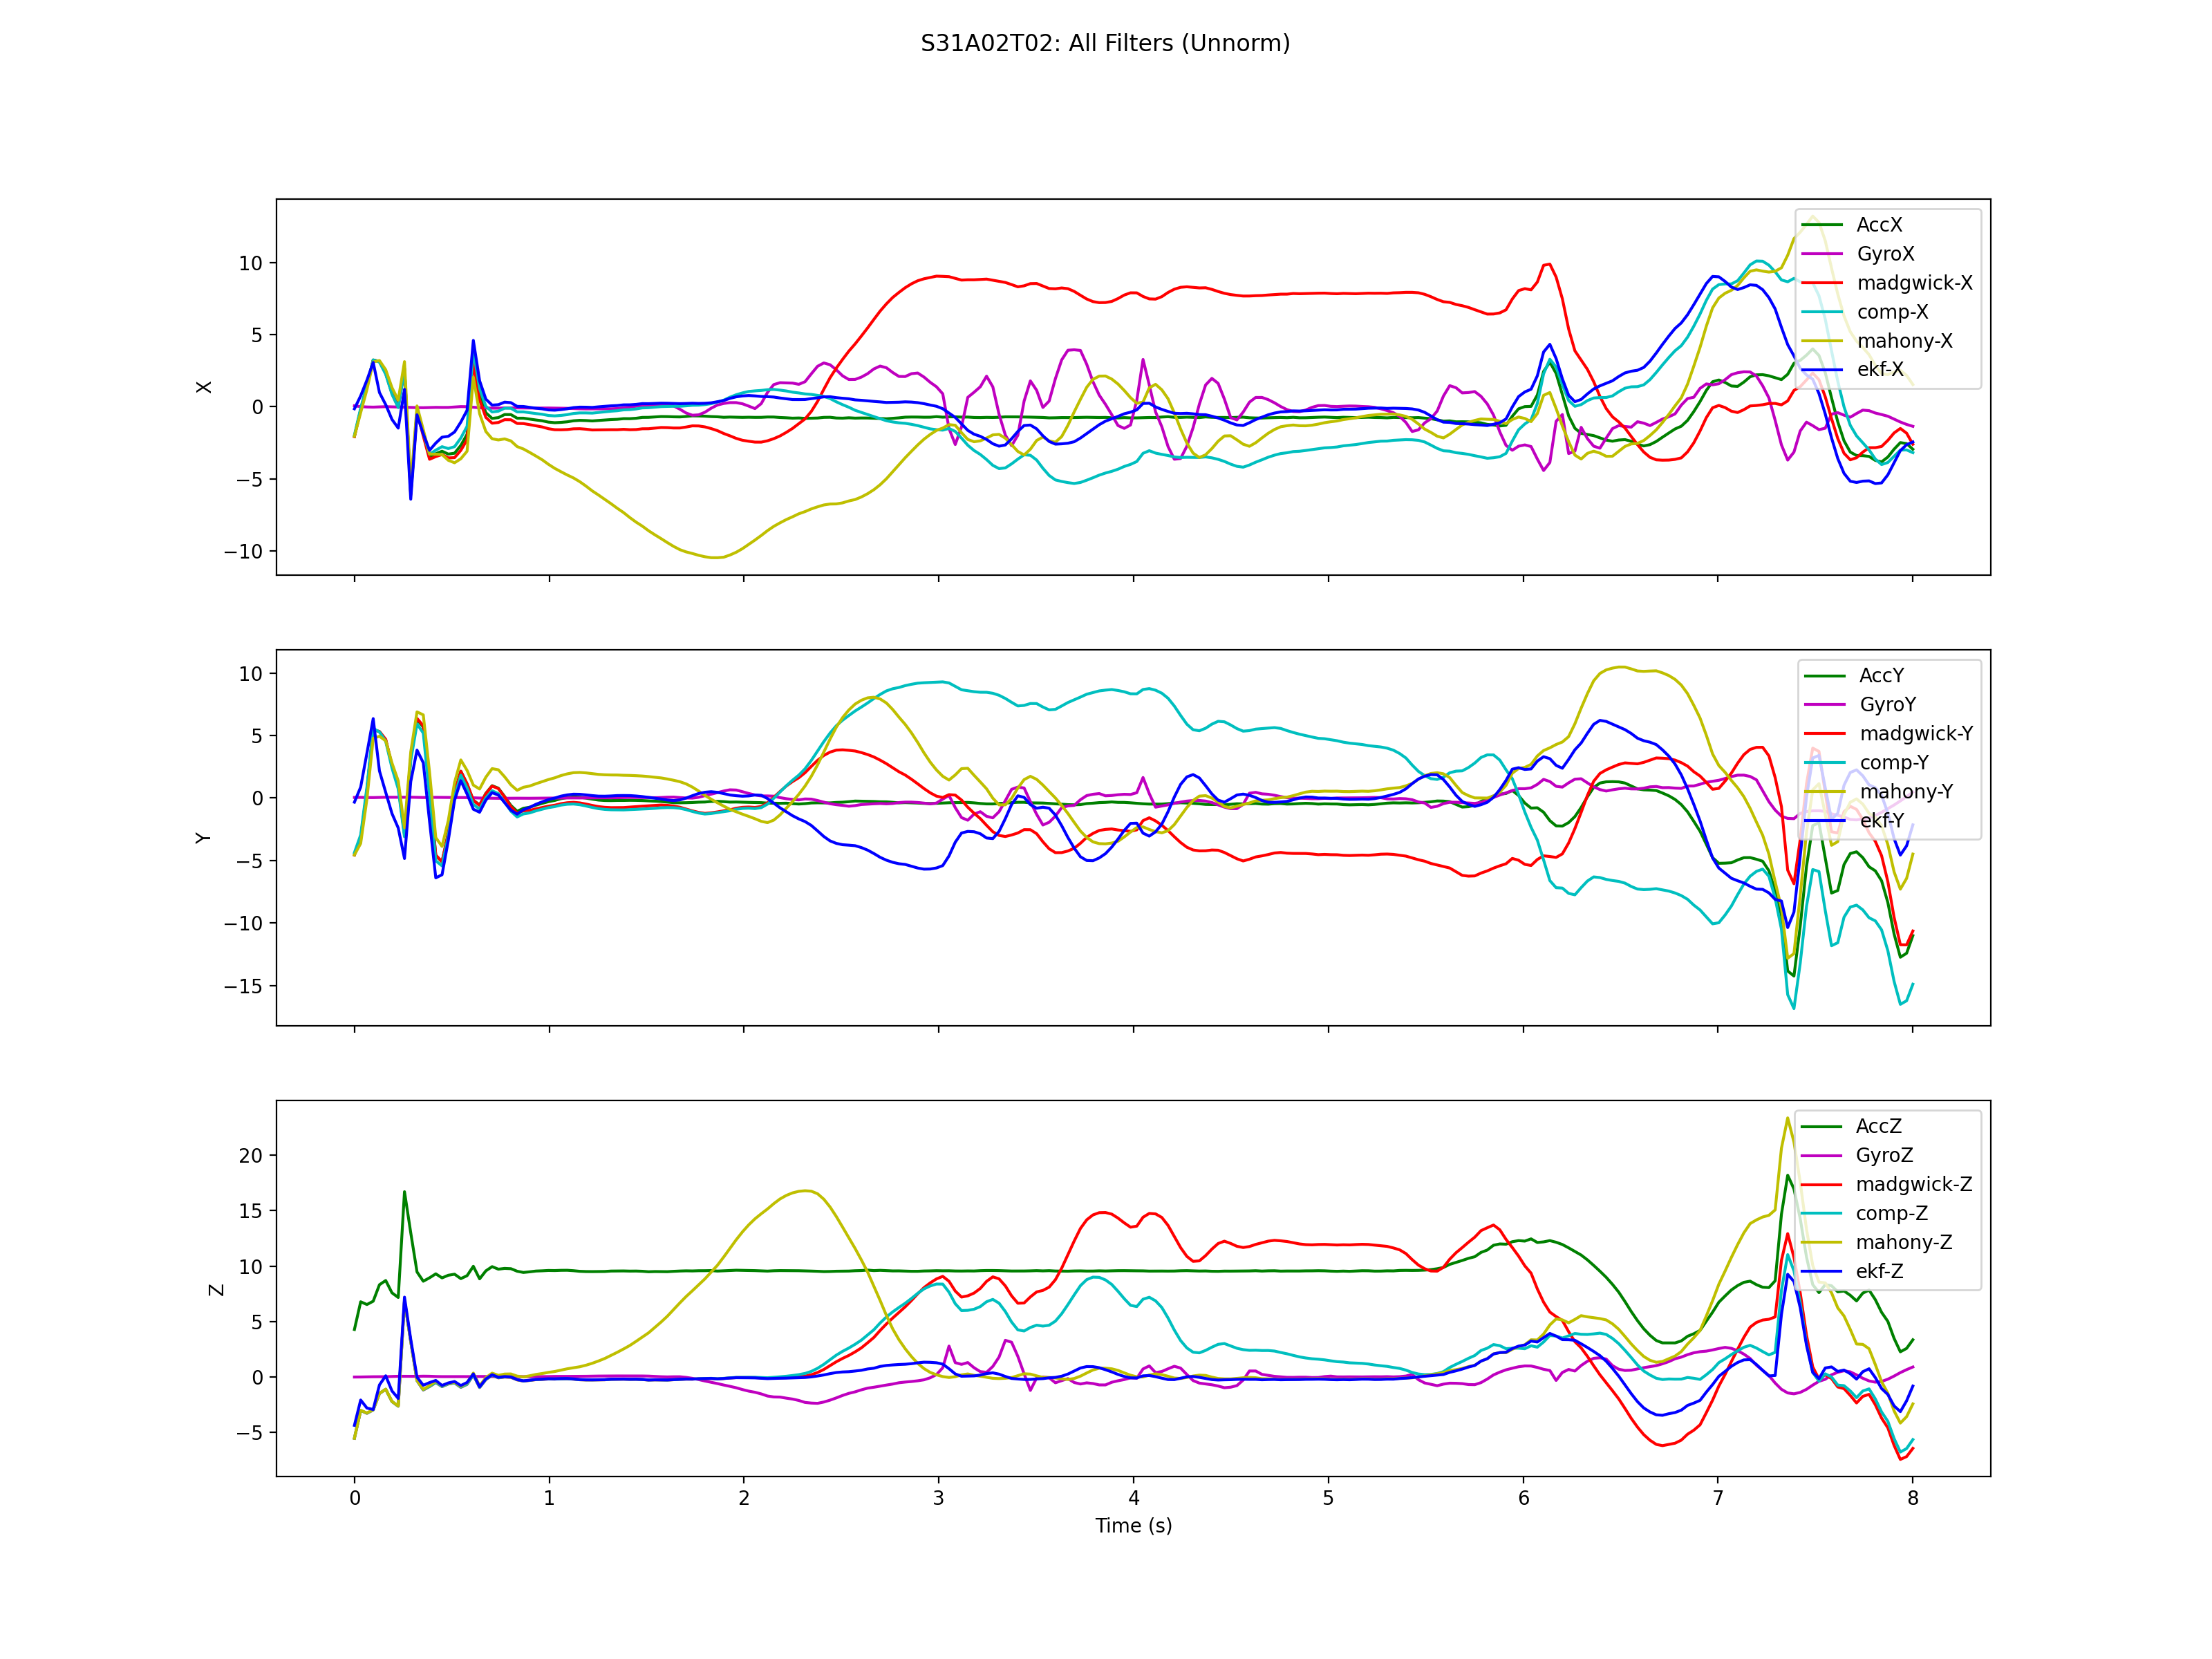 S31A02T02: All Filters (Unnorm)
10
5
0
−5
−10
X
AccX
GyroX
madgwick-X
comp-X
mahony-X
ekf-X
10
5
0
−5
−10
−15
Y
AccY
GyroY
madgwick-Y
comp-Y
mahony-Y
ekf-Y
20
15
10
5
0
−5
Z
AccZ
GyroZ
madgwick-Z
comp-Z
mahony-Z
ekf-Z
0 1 2 3 4 5 6 7 8
Time (s)